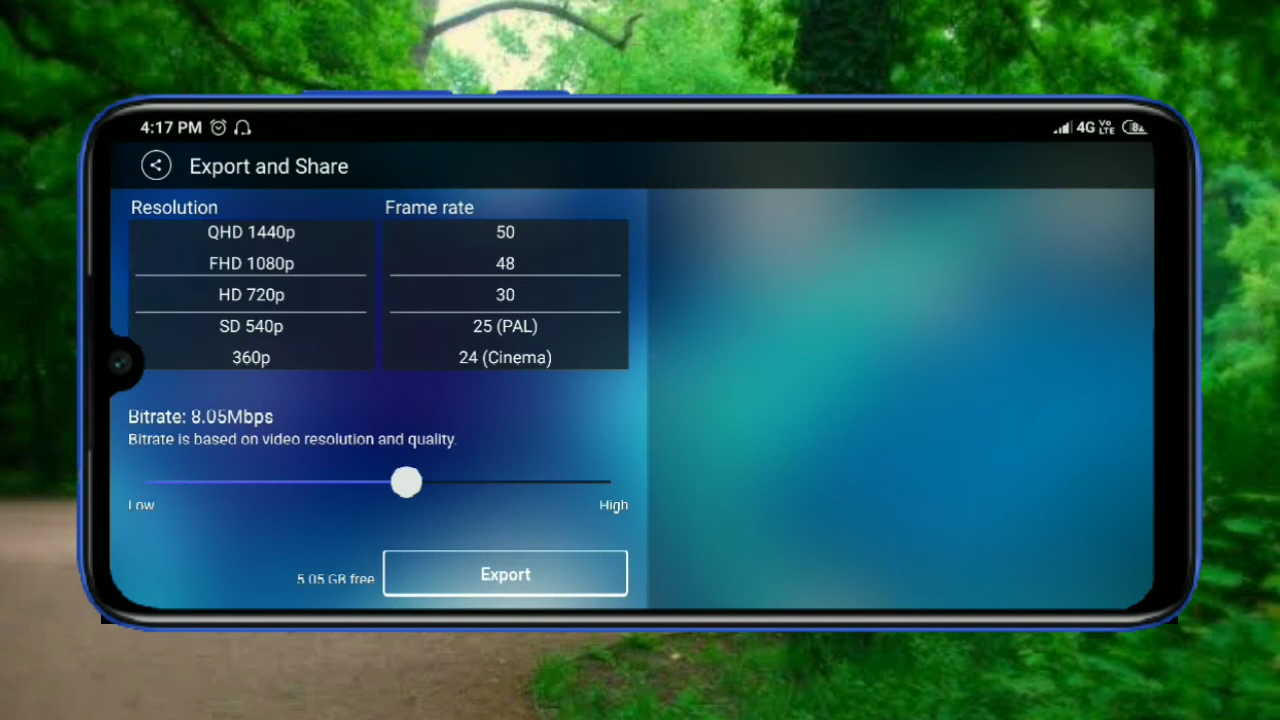 4:17 PM
4G Vo LTE
Export and Share
Resolution
Frame rate
QHD 1440p
50
FHD 1080p
48
HD 720p
30
SD 540p
25 (PAL)
360p
24 (Cinema)
Bitrate: 8.05Mbps
Bitrate is based on video resolution and quality.
Low
High
5.05 GB free
Export